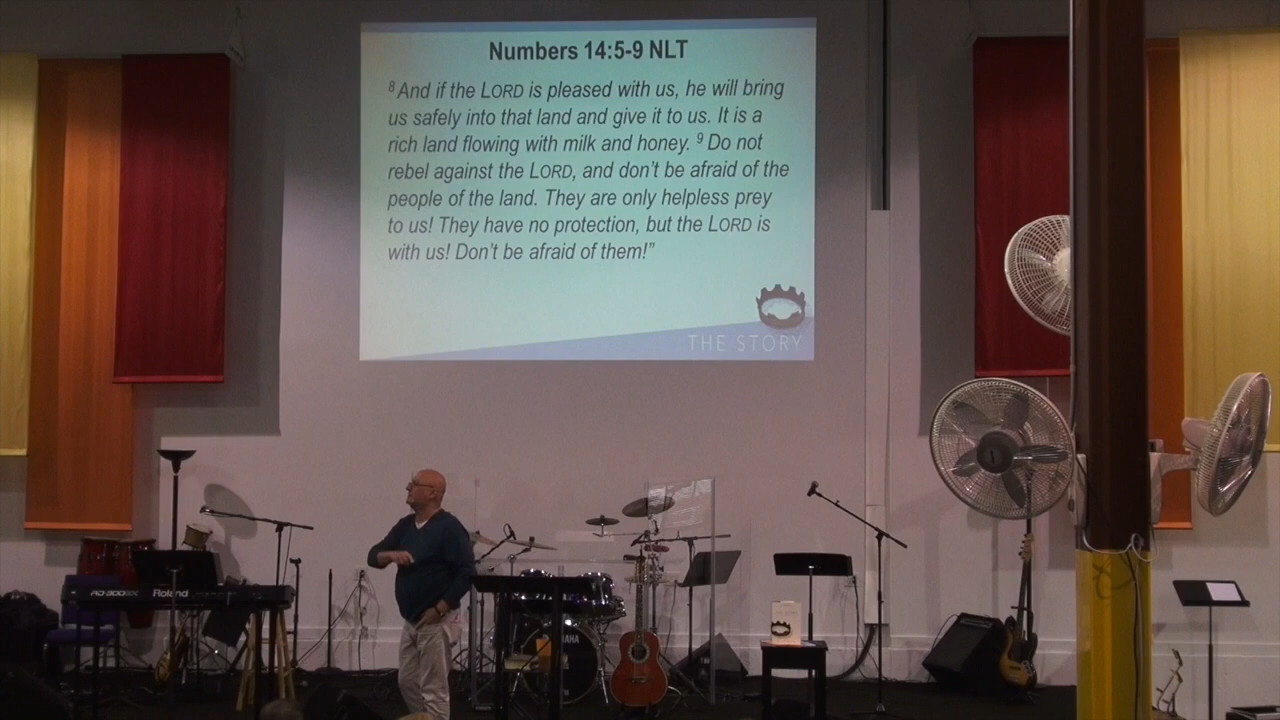 Numbers 14:5-9 NLT
8 And if the LORD is pleased with us, he will bring
us safely into that land and give it to us. It is a
rich land flowing with milk and honey. 9 Do not
rebel against the LORD, and don't be afraid of the
people of the land. They are only helpless prey
to us! They have no protection, but the LORD is
with us! Don't be afraid of them!”
THE STORY
Roland
YAMAHA